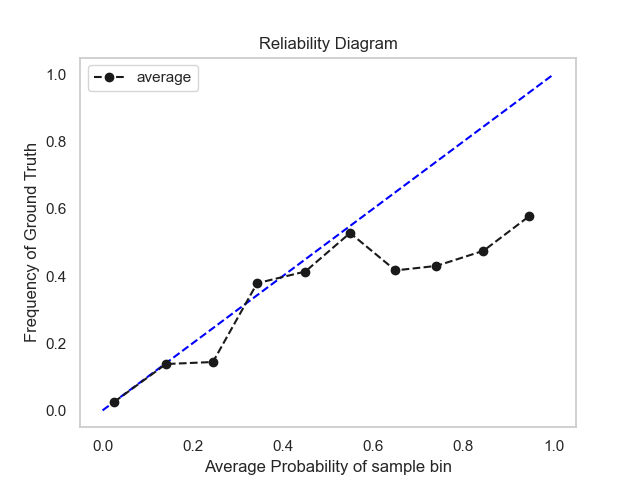 Reliability Diagram
average
1.0
0.8
0.6
0.4
0.2
0.0
Frequency of Ground Truth
0.0 0.2 0.4 0.6 0.8 1.0
Average Probability of sample bin